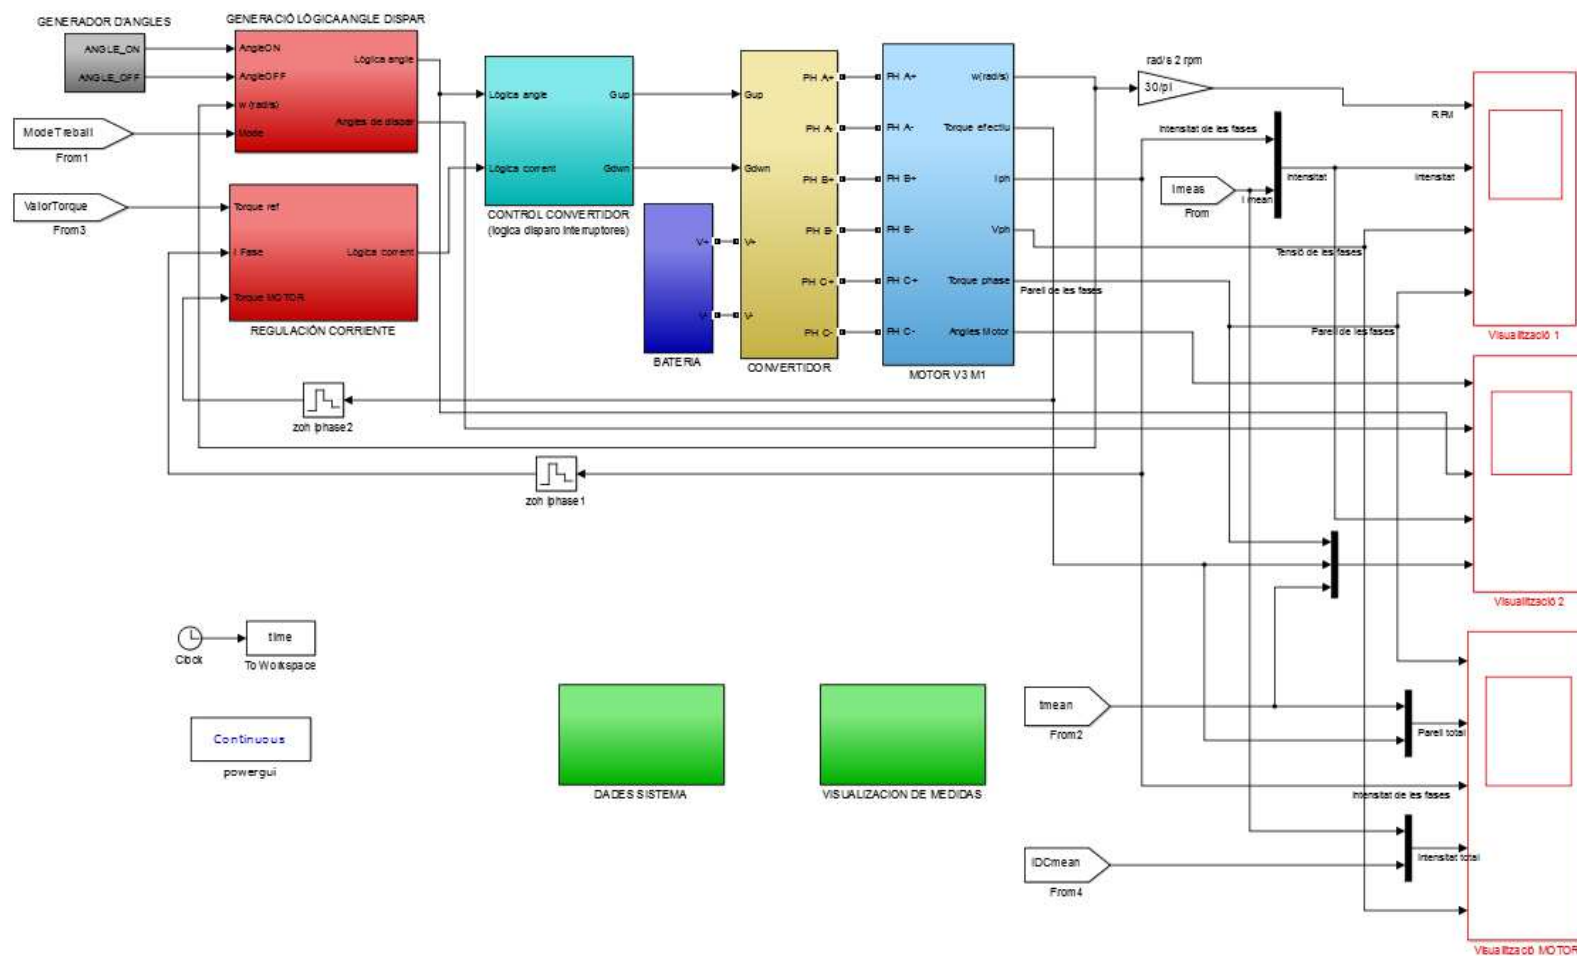 GENERADOR D'ANGLES
ANGLE_ON
ANGLE_OFF
GENERACIÓ LÒGICA ANGLE DISPAR
AngleON
AngleOFF
w (rad/s)
Mode
Lògica angle
Angles de dispar
ModeTreball
From1
ValorTorque
From3
Torque ref
I Fase
Torque MOTOR
Lògica corrent
REGULACIÓN CORRIENTE
Lògica angle
Lògica corrent
Gup
Gdwn
CONTROL CONVERTIDOR
(logica disparo interruptores)
V+
V-
BATERIA
Gup
Gdwn
V+
V-
PH A+
PH A-
PH B+
PH B-
PH C+
PH C-
CONVERTIDOR
PH A+
PH A-
PH B+
PH B-
PH C+
PH C-
w(rad/s)
Torque efectiu
Iph
Vph
Torque phase
Angles Motor
MOTOR V3 M1
rad/s 2 rpm
30/pi
RPM
Intensitat de les fases
Imeas
From
I mean
Intensitat
Intensitat
Tensió de les fases
Parell de les fases
Parell de les fases
Visualització 1
zoh Iphase2
zoh Iphase1
Visualització 2
Clock
time
To Workspace
Continuous
powergui
DADES SISTEMA
VISUALIZACION DE MEDIDAS
tmean
From2
Parell total
Intensitat de les fases
IDCmean
From4
Intensitat total
Visualització MOTOR